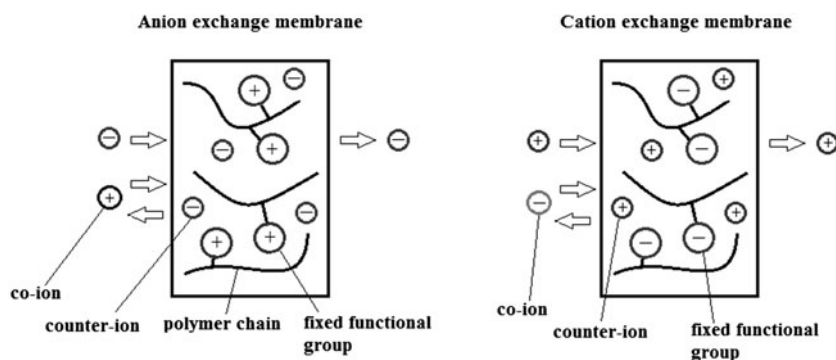 Anion exchange membrane
Cation exchange membrane
co-ion
counter-ion
polymer chain
fixed functional
group
co-ion
counter-ion
fixed functional
group